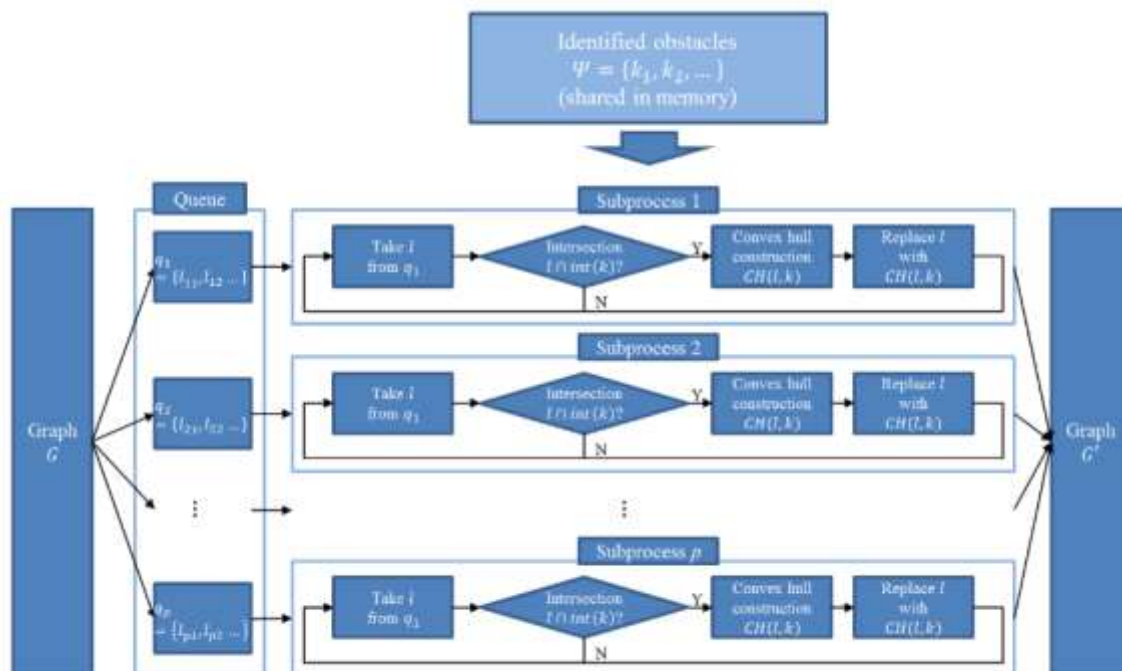 Identified obstacles
Ψ = {k₁, k₂, ...}
(shared in memory)
Queue
Graph
G
q₁
= {l₁₁, l₁₂ ...}
q₂
= {l₂₁, l₂₂ ...}
⋮
qₚ
= {lₚ₁, lₚ₂ ...}
Subprocess 1
Take l
from q₁
Intersection
l ∩ int(k)?
Y
N
Convex hull
construction
CH(l, k)
Replace l
with
CH(l, k)
Subprocess 2
Take l
from q₁
Intersection
l ∩ int(k)?
Y
N
Convex hull
construction
CH(l, k)
Replace l
with
CH(l, k)
⋮
Subprocess p
Take l
from q₁
Intersection
l ∩ int(k)?
Y
N
Convex hull
construction
CH(l, k)
Replace l
with
CH(l, k)
Graph
G'